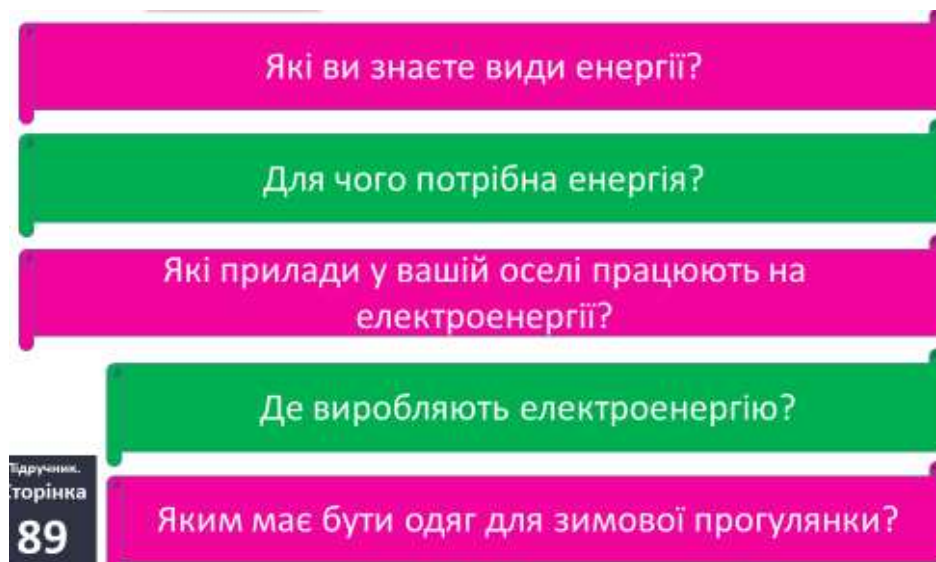 Які ви знаєте види енергії?
Для чого потрібна енергія?
Які прилади у вашій оселі працюють на
електроенергії?
Де виробляють електроенергію?
Підручник.
Сторінка
89
Яким має бути одяг для зимової прогулянки?